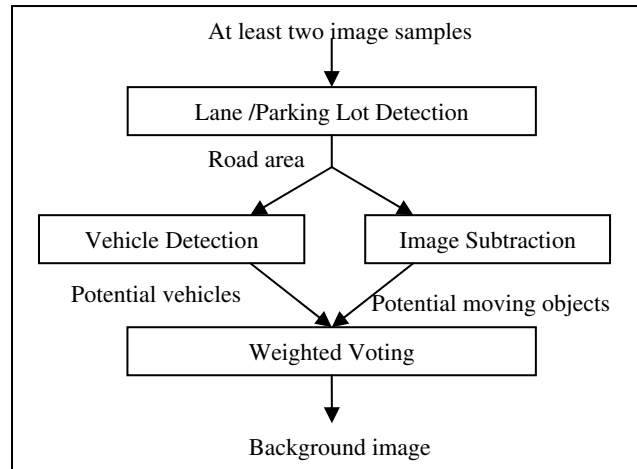 At least two image samples
Lane /Parking Lot Detection
Road area
Vehicle Detection
Image Subtraction
Potential vehicles
Potential moving objects
Weighted Voting
Background image